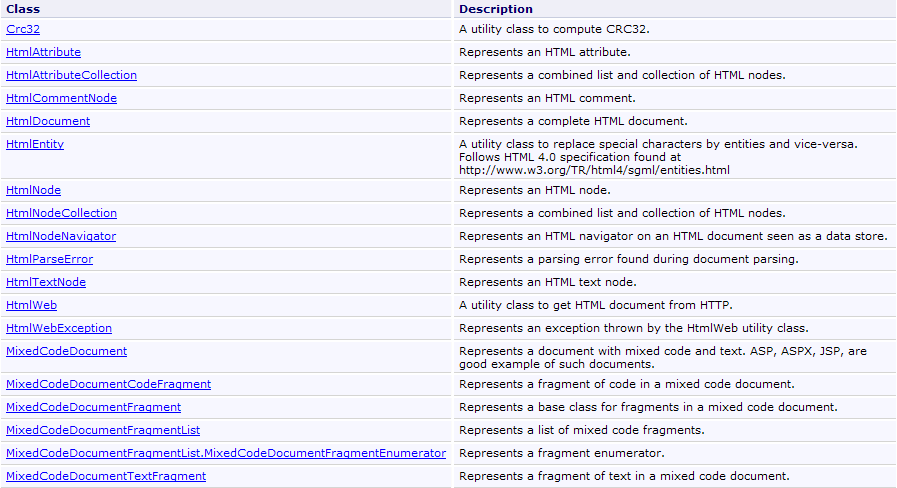 Class Description
Crc32 A utility class to compute CRC32.
HtmlAttribute Represents an HTML attribute.
HtmlAttributeCollection Represents a combined list and collection of HTML nodes.
HtmlCommentNode Represents an HTML comment.
HtmlDocument Represents a complete HTML document.
HtmlEntity A utility class to replace special characters by entities and vice-versa.
Follows HTML 4.0 specification found at
http://www.w3.org/TR/html4/sgml/entities.html
HtmlNode Represents an HTML node.
HtmlNodeCollection Represents a combined list and collection of HTML nodes.
HtmlNodeNavigator Represents an HTML navigator on an HTML document seen as a data store.
HtmlParseError Represents a parsing error found during document parsing.
HtmlTextNode Represents an HTML text node.
HtmlWeb A utility class to get HTML document from HTTP.
HtmlWebException Represents an exception thrown by the HtmlWeb utility class.
MixedCodeDocument Represents a document with mixed code and text. ASP, ASPX, JSP, are
good example of such documents.
MixedCodeDocumentCodeFragment Represents a fragment of code in a mixed code document.
MixedCodeDocumentFragment Represents a base class for fragments in a mixed code document.
MixedCodeDocumentFragmentList Represents a list of mixed code fragments.
MixedCodeDocumentFragmentList.MixedCodeDocumentFragmentEnumerator Represents a fragment enumerator.
MixedCodeDocumentTextFragment Represents a fragment of text in a mixed code document.